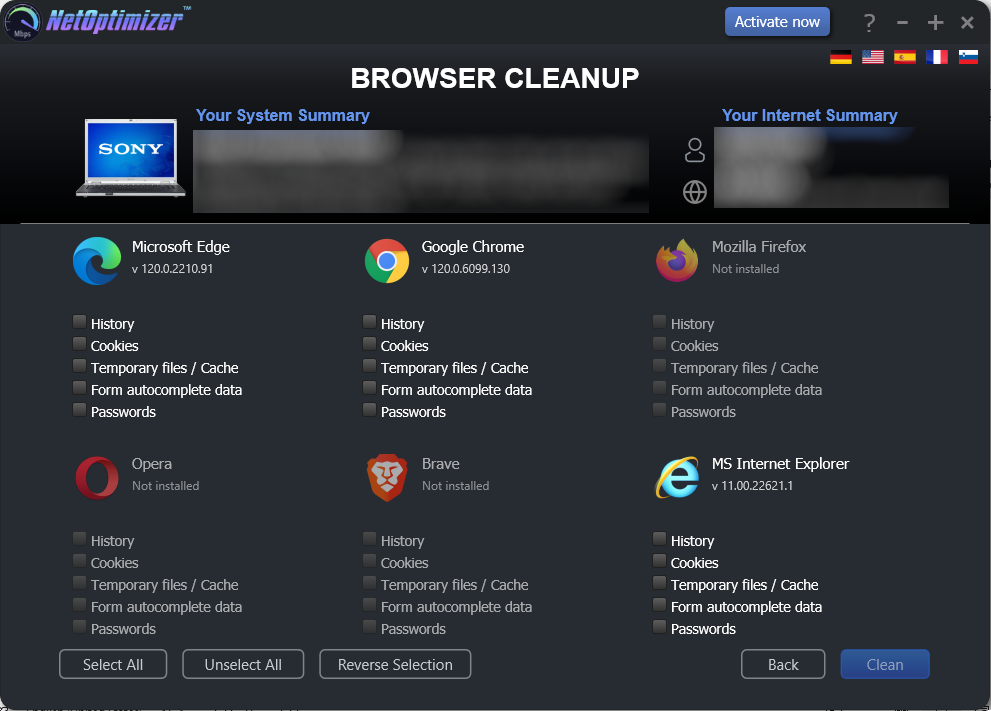 Mbps NetOptimizer™
Activate now
?
BROWSER CLEANUP
Your System Summary
Your Internet Summary
SONY
Microsoft Edge
v 120.0.2210.91
History
Cookies
Temporary files / Cache
Form autocomplete data
Passwords
Google Chrome
v 120.0.6099.130
History
Cookies
Temporary files / Cache
Form autocomplete data
Passwords
Mozilla Firefox
Not installed
History
Cookies
Temporary files / Cache
Form autocomplete data
Passwords
Opera
Not installed
History
Cookies
Temporary files / Cache
Form autocomplete data
Passwords
Brave
Not installed
History
Cookies
Temporary files / Cache
Form autocomplete data
Passwords
MS Internet Explorer
v 11.00.22621.1
History
Cookies
Temporary files / Cache
Form autocomplete data
Passwords
Select All
Unselect All
Reverse Selection
Back
Clean